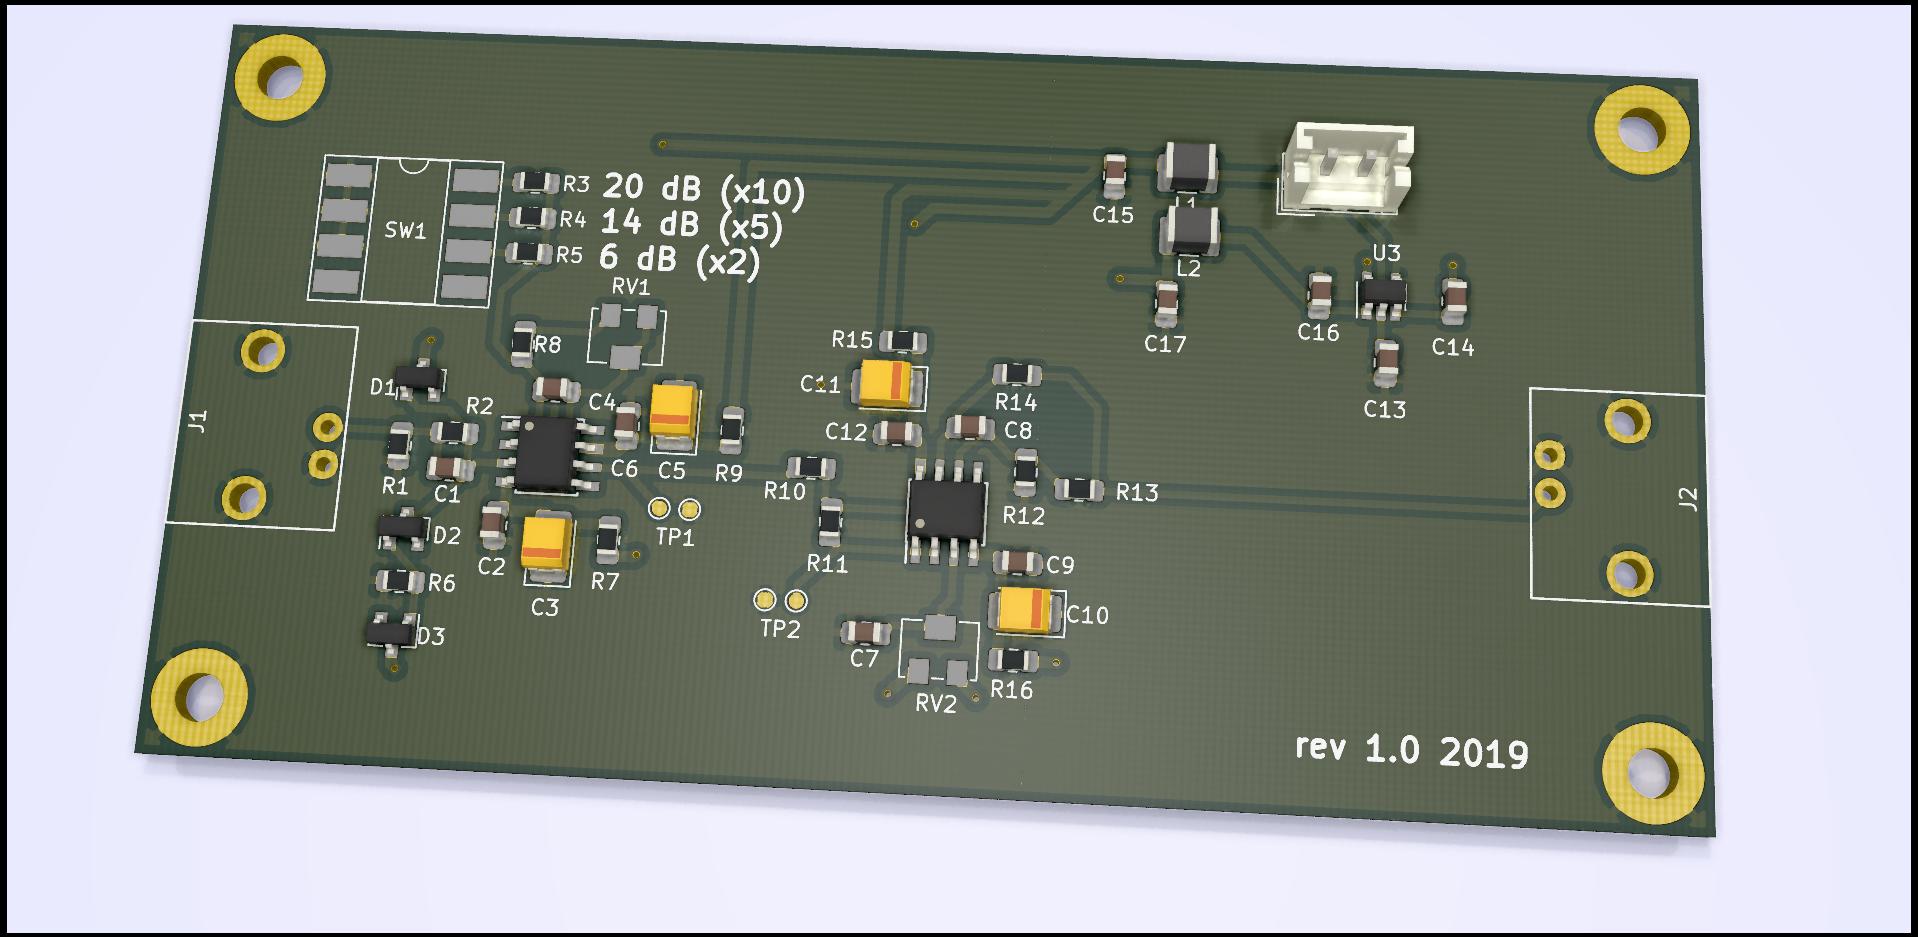 R3 20 dB (x10)
R4 14 dB (x5)
SW1
R5 6 dB (x2)
RV1
C15
L1
L2
U3
C17
C16
C14
C13
R15
R8
D1
C11
R14
J1
R2
C4
C12
C8
R1
C1
C6
C5
R9
R10
R12
R13
J2
D2
C2
R7
TP1
R11
C9
R6
C3
TP2
C10
D3
C7
RV2
R16
rev 1.0 2019